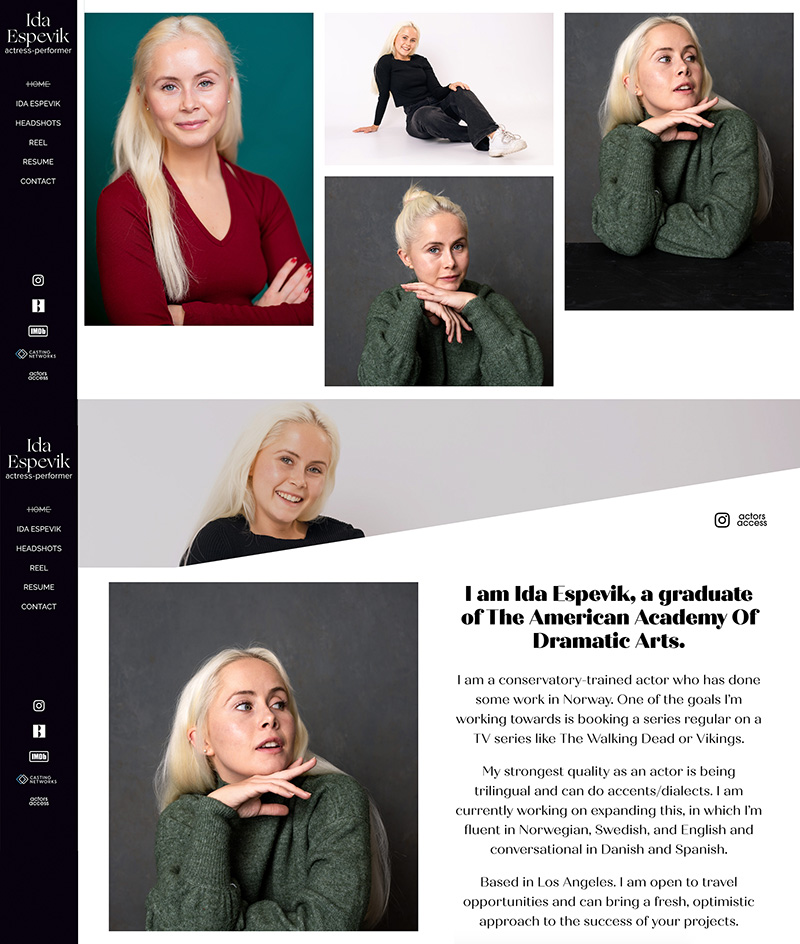 Ida
Espevik
actress-performer
HOME
IDA ESPEVIK
HEADSHOTS
REEL
RESUME
CONTACT
IMDb
CASTING
NETWORKS
actors
access
Ida
Espevik
actress-performer
HOME
IDA ESPEVIK
HEADSHOTS
REEL
RESUME
CONTACT
IMDb
CASTING
NETWORKS
actors
access
actors
access
I am Ida Espevik, a graduate
of The American Academy Of
Dramatic Arts.
I am a conservatory-trained actor who has done
some work in Norway. One of the goals I'm
working towards is booking a series regular on a
TV series like The Walking Dead or Vikings.
My strongest quality as an actor is being
trilingual and can do accents/dialects. I am
currently working on expanding this, in which I'm
fluent in Norwegian, Swedish, and English and
conversational in Danish and Spanish.
Based in Los Angeles. I am open to travel
opportunities and can bring a fresh, optimistic
approach to the success of your projects.